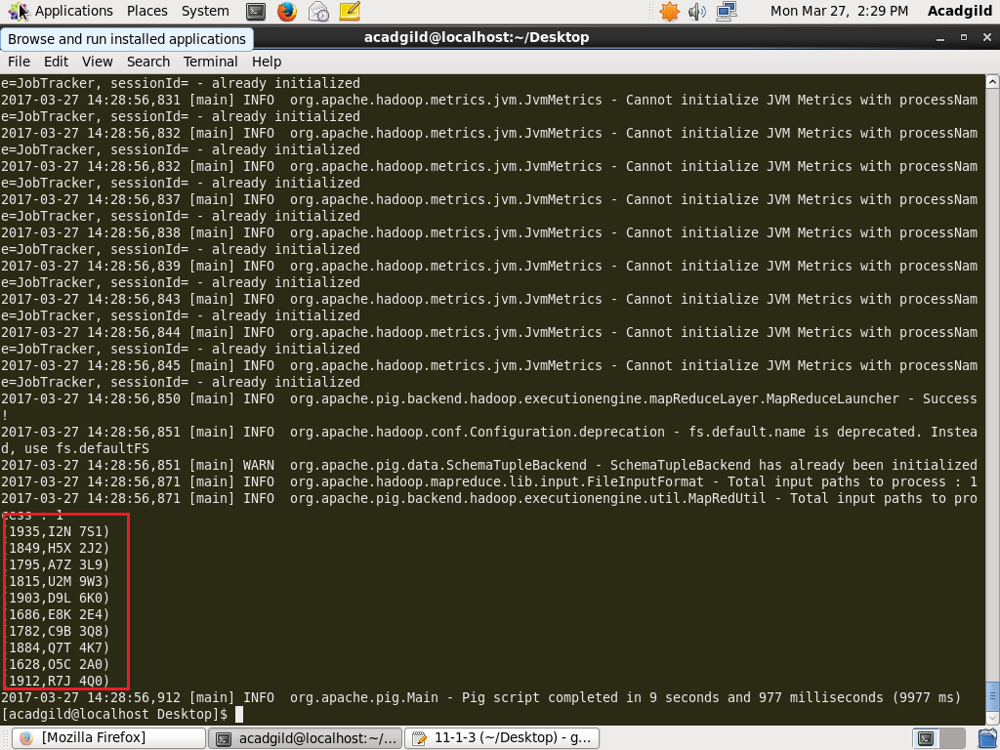 Applications Places System
Mon Mar 27, 2:29 PM Acadgild
Browse and run installed applications
acadgild@localhost:~/Desktop
File Edit View Search Terminal Help
e=JobTracker, sessionId= - already initialized
2017-03-27 14:28:56,831 [main] INFO  org.apache.hadoop.metrics.jvm.JvmMetrics - Cannot initialize JVM Metrics with processNam
e=JobTracker, sessionId= - already initialized
2017-03-27 14:28:56,832 [main] INFO  org.apache.hadoop.metrics.jvm.JvmMetrics - Cannot initialize JVM Metrics with processNam
e=JobTracker, sessionId= - already initialized
2017-03-27 14:28:56,832 [main] INFO  org.apache.hadoop.metrics.jvm.JvmMetrics - Cannot initialize JVM Metrics with processNam
e=JobTracker, sessionId= - already initialized
2017-03-27 14:28:56,837 [main] INFO  org.apache.hadoop.metrics.jvm.JvmMetrics - Cannot initialize JVM Metrics with processNam
e=JobTracker, sessionId= - already initialized
2017-03-27 14:28:56,838 [main] INFO  org.apache.hadoop.metrics.jvm.JvmMetrics - Cannot initialize JVM Metrics with processNam
e=JobTracker, sessionId= - already initialized
2017-03-27 14:28:56,839 [main] INFO  org.apache.hadoop.metrics.jvm.JvmMetrics - Cannot initialize JVM Metrics with processNam
e=JobTracker, sessionId= - already initialized
2017-03-27 14:28:56,843 [main] INFO  org.apache.hadoop.metrics.jvm.JvmMetrics - Cannot initialize JVM Metrics with processNam
e=JobTracker, sessionId= - already initialized
2017-03-27 14:28:56,844 [main] INFO  org.apache.hadoop.metrics.jvm.JvmMetrics - Cannot initialize JVM Metrics with processNam
e=JobTracker, sessionId= - already initialized
2017-03-27 14:28:56,845 [main] INFO  org.apache.hadoop.metrics.jvm.JvmMetrics - Cannot initialize JVM Metrics with processNam
e=JobTracker, sessionId= - already initialized
2017-03-27 14:28:56,850 [main] INFO  org.apache.pig.backend.hadoop.executionengine.mapReduceLayer.MapReduceLauncher - Success
!
2017-03-27 14:28:56,851 [main] INFO  org.apache.hadoop.conf.Configuration.deprecation - fs.default.name is deprecated. Instea
d, use fs.defaultFS
2017-03-27 14:28:56,851 [main] WARN  org.apache.pig.data.SchemaTupleBackend - SchemaTupleBackend has already been initialized
2017-03-27 14:28:56,871 [main] INFO  org.apache.hadoop.mapreduce.lib.input.FileInputFormat - Total input paths to process : 1
2017-03-27 14:28:56,871 [main] INFO  org.apache.pig.backend.hadoop.executionengine.util.MapRedUtil - Total input paths to pro
cess : 1
(1935,I2N 7S1)
(1849,H5X 2J2)
(1795,A7Z 3L9)
(1815,U2M 9W3)
(1903,D9L 6K0)
(1686,E8K 2E4)
(1782,C9B 3Q8)
(1884,Q7T 4K7)
(1628,O5C 2A0)
(1912,R7J 4Q0)
2017-03-27 14:28:56,912 [main] INFO  org.apache.pig.Main - Pig script completed in 9 seconds and 977 milliseconds (9977 ms)
[acadgild@localhost Desktop]$
[Mozilla Firefox] acadgild@localhost:~/... 11-1-3 (~/Desktop) - g...